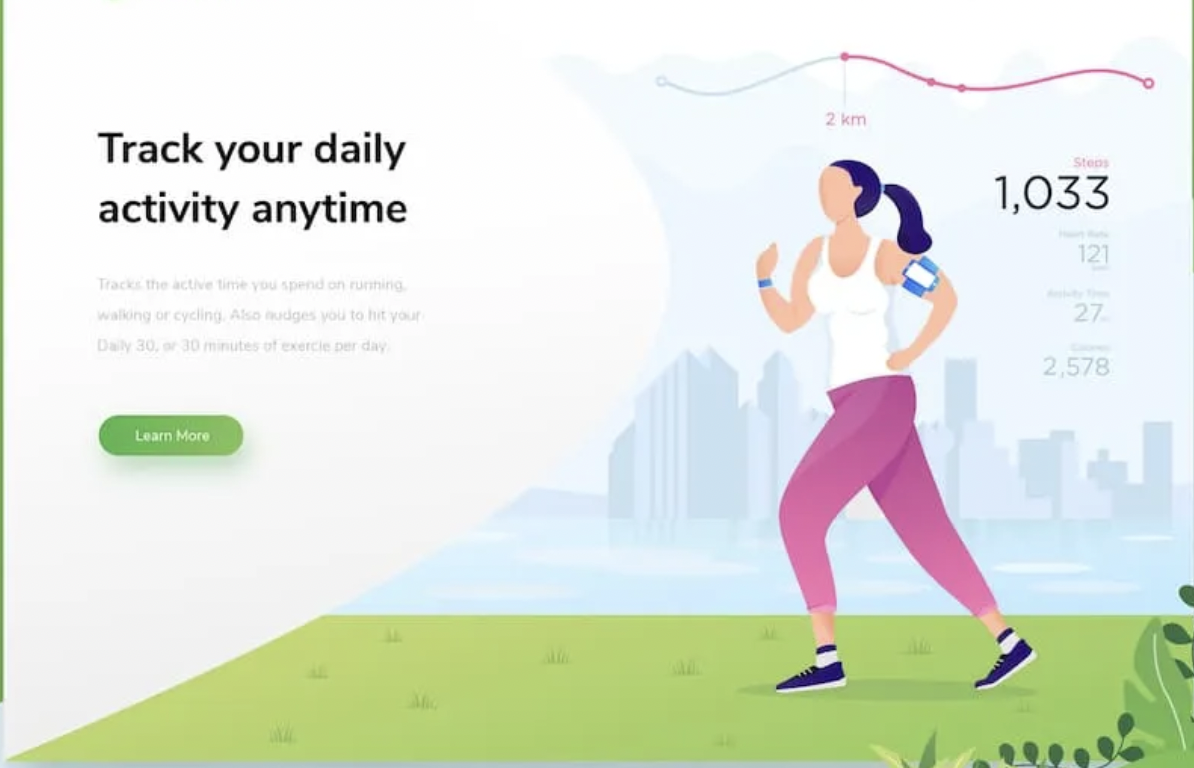 Track your daily
activity anytime
Tracks the active time you spend on running,
walking or cycling. Also nudges you to hit your
Daily 30, or 30 minutes of exercie per day.
Learn More
2 km
Steps
1,033
Heart Rate
121
Activity Time
27
Calories
2,578